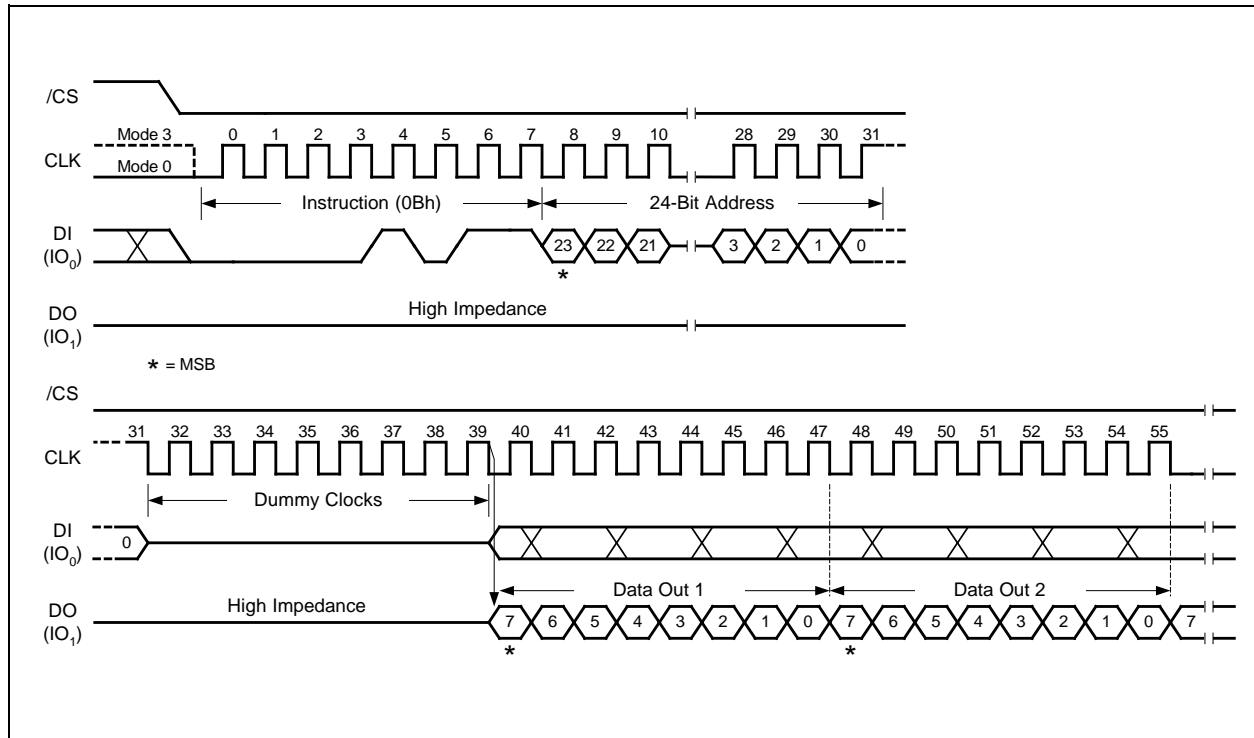 /CS
Mode 3 0 1 2 3 4 5 6 7 8 9 10 28 29 30 31
CLK
Mode 0
Instruction (0Bh) 24-Bit Address
DI
(IO0) 23 22 21 3 2 1 0
*
High Impedance
DO
(IO1)
* = MSB
/CS
31 32 33 34 35 36 37 38 39 40 41 42 43 44 45 46 47 48 49 50 51 52 53 54 55
CLK
Dummy Clocks
DI
(IO0) 0
Data Out 1 Data Out 2
High Impedance
DO
(IO1) 7 6 5 4 3 2 1 0 7 6 5 4 3 2 1 0 7
* *